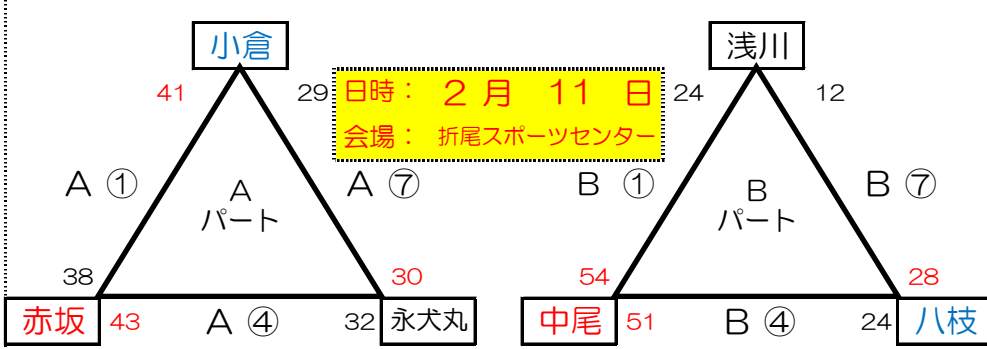 小倉
浅川
41
29
日時： 2 月 11 日
24
12
会場： 折尾スポーツセンター
A ①
A
パート
A ⑦
B ①
B
パート
B ⑦
38
30
54
28
赤坂
43
A ④
32
永犬丸
中尾
51
B ④
24
八枝